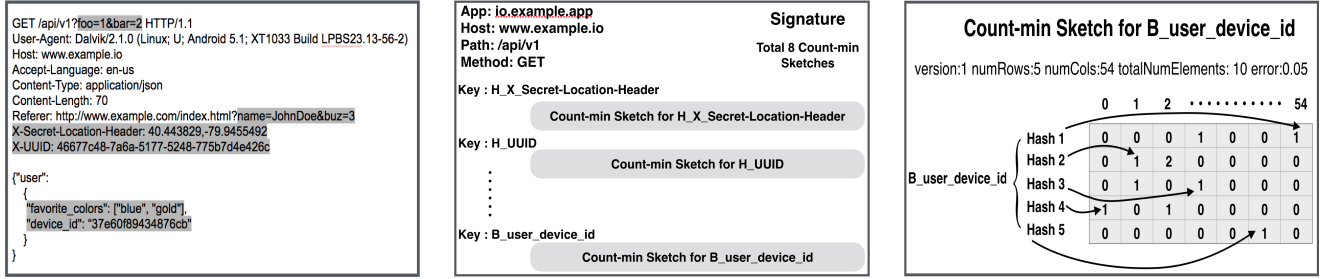 GET /api/v1?foo=1&bar=2 HTTP/1.1
User-Agent: Dalvik/2.1.0 (Linux; U; Android 5.1; XT1033 Build LPBS23.13-56-2)
Host: www.example.io
Accept-Language: en-us
Content-Type: application/json
Content-Length: 70
Referer: http://www.example.com/index.html?name=JohnDoe&buz=3
X-Secret-Location-Header: 40.443829,-79.9455492
X-UUID: 46677c48-7a6a-5177-5248-775b7d4e426c
{"user":
{
"favorite_colors": ["blue", "gold"],
"device_id": "37e60f89434876cb"
}
}
App: io.example.app
Host: www.example.io
Path: /api/v1
Method: GET
Signature
Total 8 Count-min
Sketches
Key : H_X_Secret-Location-Header
Count-min Sketch for H_X_Secret-Location-Header
Key : H_UUID
Count-min Sketch for H_UUID
Key : B_user_device_id
Count-min Sketch for B_user_device_id
Count-min Sketch for B_user_device_id
version:1 numRows:5 numCols:54 totalNumElements: 10 error:0.05
0 1 2 54
B_user_device_id
Hash 1 0 0 0 1 0 0 1
Hash 2 0 1 2 0 0 0 0
Hash 3 0 1 0 1 0 0 0
Hash 4 1 0 1 0 0 0 0
Hash 5 0 0 0 0 0 1 0